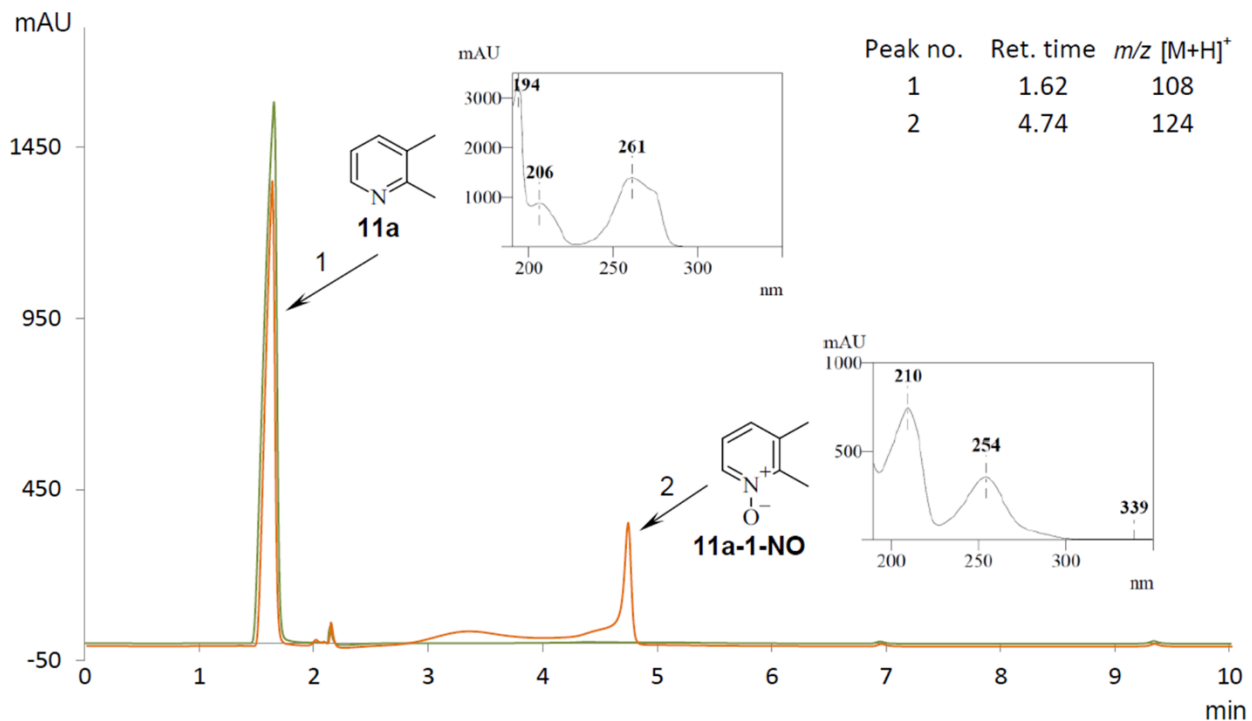 mAU
Peak no. Ret. time m/z [M+H]+
1 1.62 108
2 4.74 124
mAU
194
3000
2000
1000
206
261
200 250 300
nm
N
11a
1
1450
950
450
-50
mAU
1000
500
210
254
339
200 250 300
nm
N+
O−
11a-1-NO
2
0 1 2 3 4 5 6 7 8 9 10
min